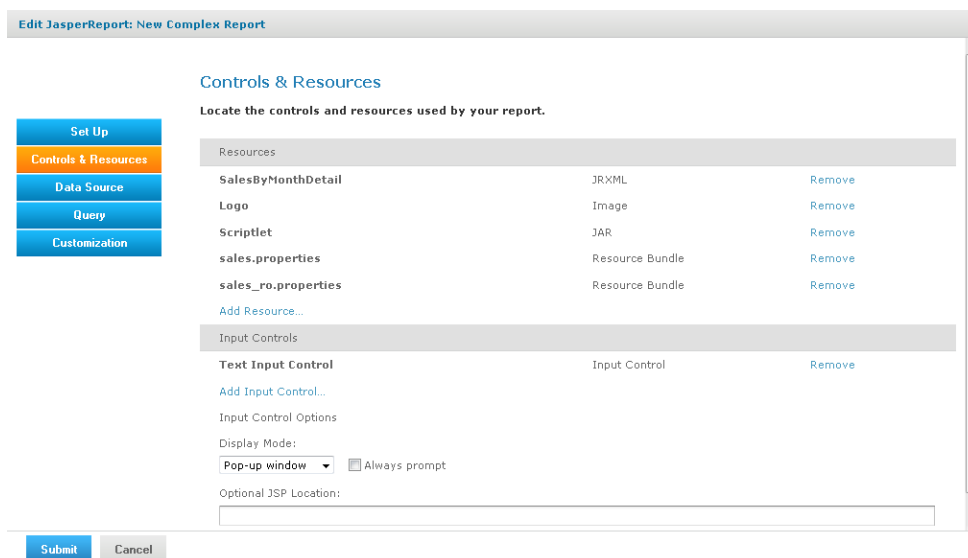 Edit JasperReport: New Complex Report
Controls & Resources
Locate the controls and resources used by your report.
Set Up
Controls & Resources
Data Source
Query
Customization
Resources
SalesByMonthDetail JRXML Remove
Logo Image Remove
Scriptlet JAR Remove
sales.properties Resource Bundle Remove
sales_ro.properties Resource Bundle Remove
Add Resource...
Input Controls
Text Input Control Input Control Remove
Add Input Control...
Input Control Options
Display Mode:
Pop-up window Always prompt
Optional JSP Location:
Submit Cancel